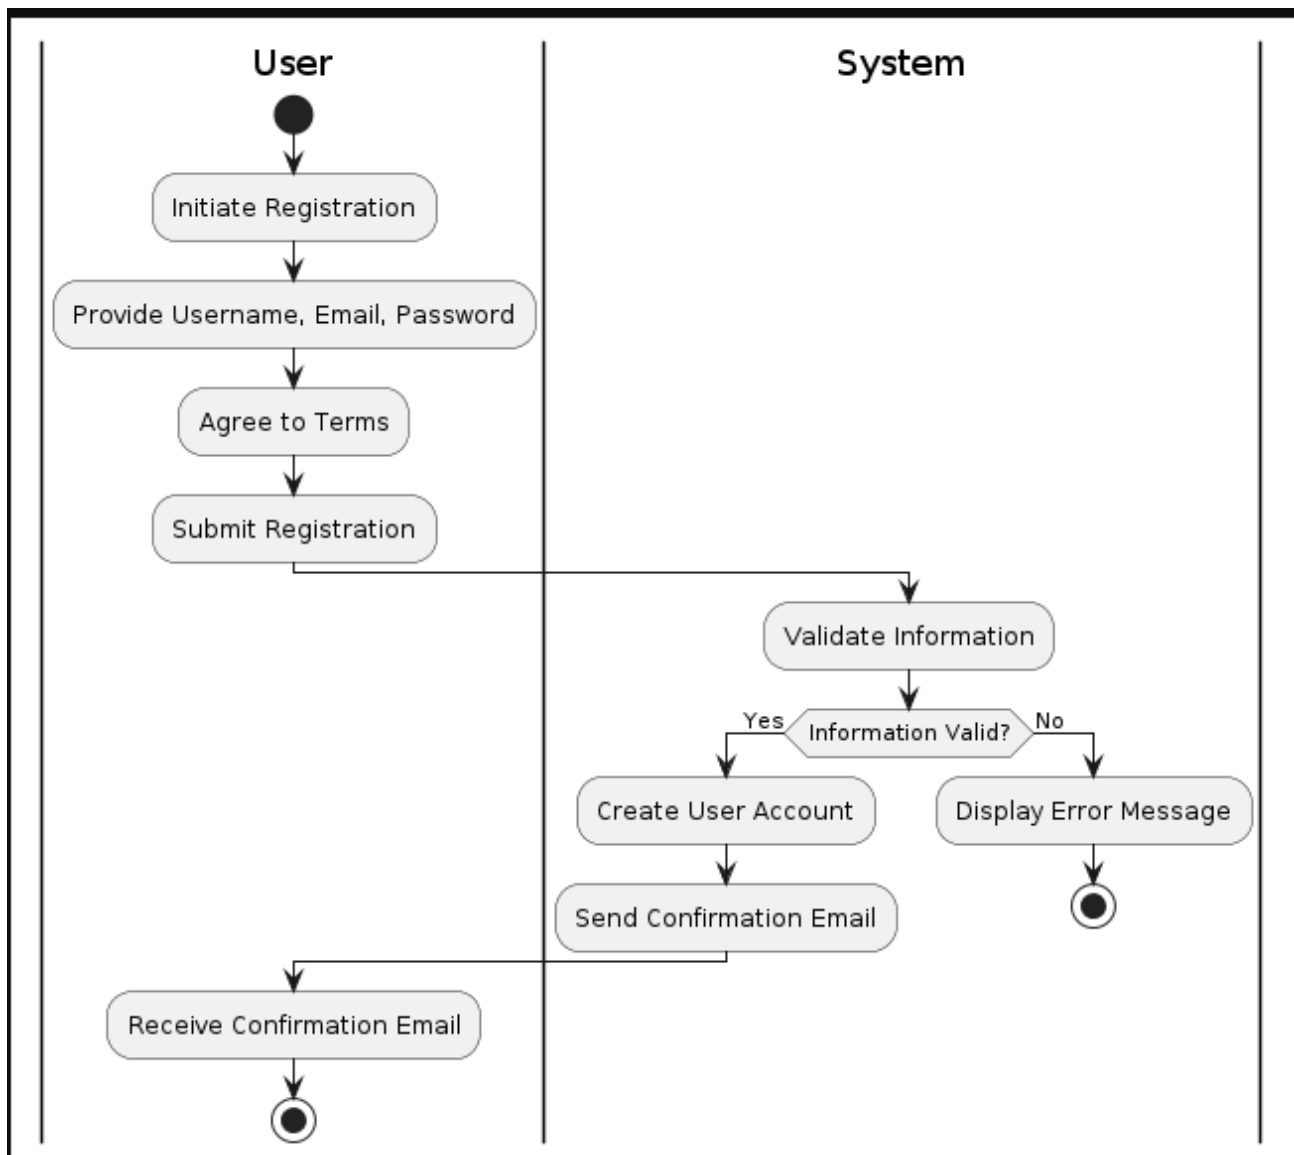 User
System
Initiate Registration
Provide Username, Email, Password
Agree to Terms
Submit Registration
Validate Information
Yes
Information Valid?
No
Create User Account
Display Error Message
Send Confirmation Email
Receive Confirmation Email